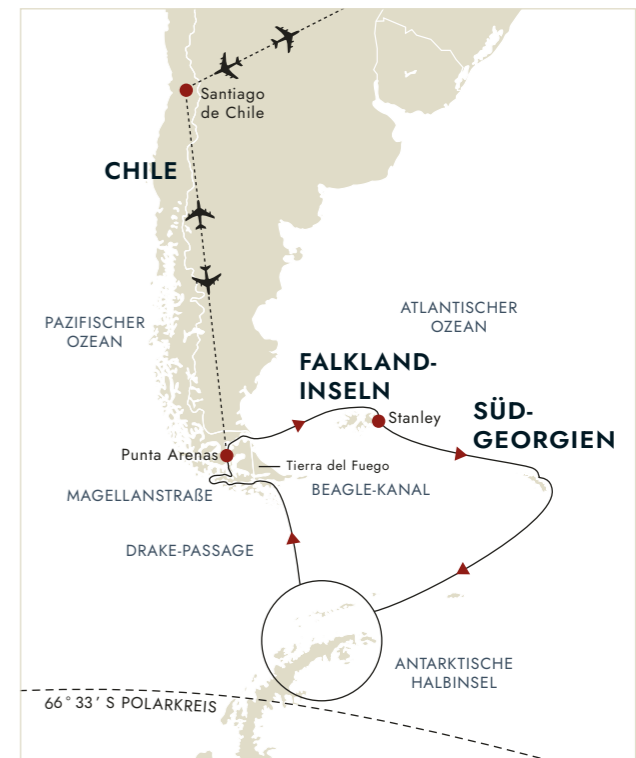 Santiago
de Chile
CHILE
PAZIFISCHER
OZEAN
ATLANTISCHER
OZEAN
FALKLAND-
INSELN
Stanley
SÜD-
GEORGIEN
Punta Arenas
Tierra del Fuego
MAGELLANSTRAßE
BEAGLE-KANAL
DRAKE-PASSAGE
ANTARKTISCHE
HALBINSEL
66° 33’ S POLARKREIS